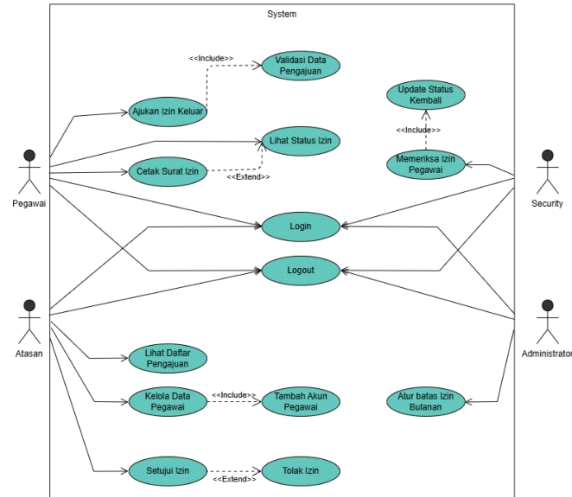 System
<<Include>>
Validasi Data
Pengajuan
Ajukan Izin Keluar
Update Status
Kembali
<<Include>>
Lihat Status Izin
Cetak Surat Izin
<<Extend>>
Memeriksa Izin
Pegawai
Pegawai
Security
Login
Logout
Atasan
Administrator
Lihat Daftar
Pengajuan
Kelola Data
Pegawai
<<Include>>
Tambah Akun
Pegawai
Atur batas Izin
Bulanan
Setujui Izin
<<Extend>>
Tolak Izin